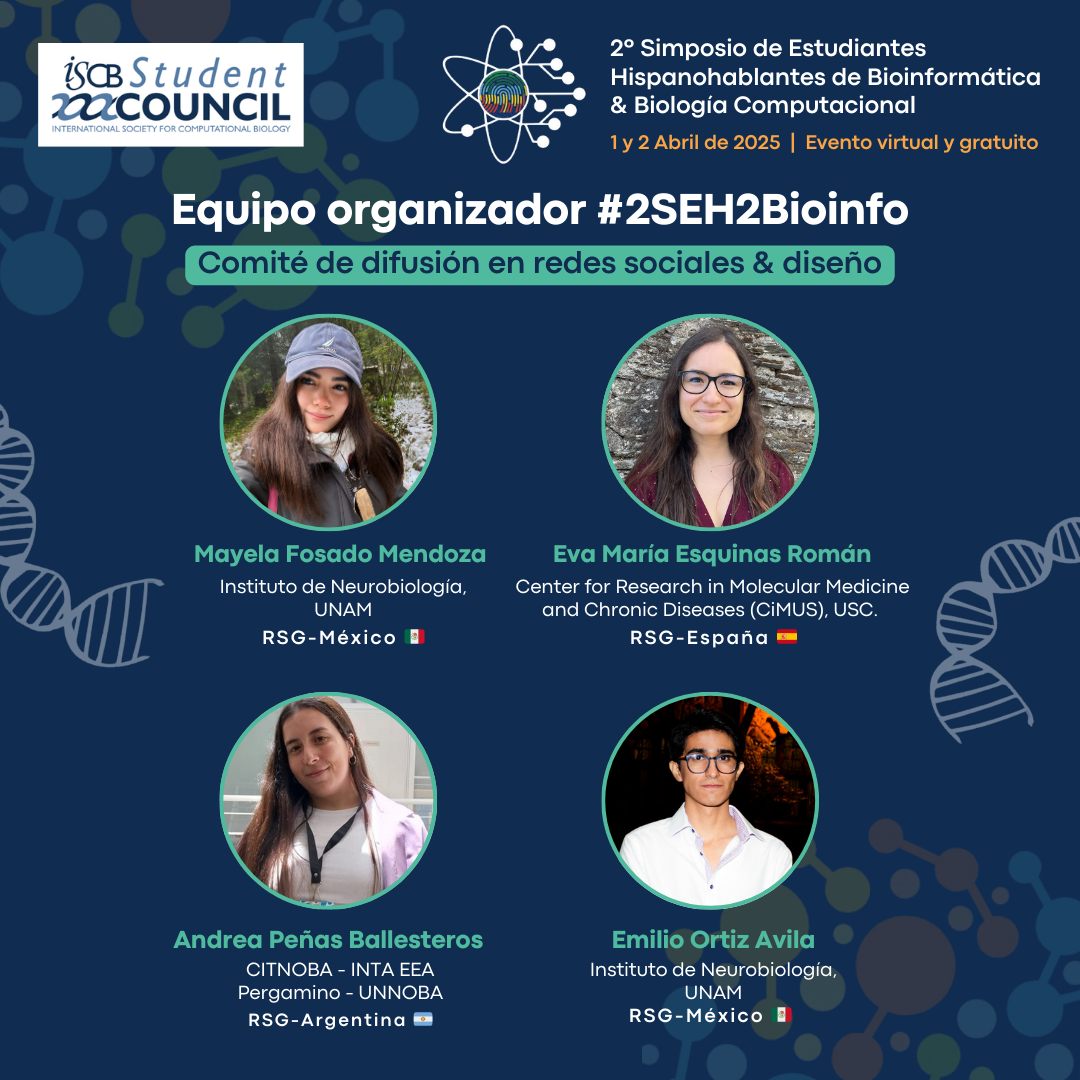 iSCB Student
COUNCIL
INTERNATIONAL SOCIETY FOR COMPUTATIONAL BIOLOGY
2° Simposio de Estudiantes
Hispanohablantes de Bioinformática
& Biología Computacional
1 y 2 Abril de 2025 | Evento virtual y gratuito
Equipo organizador #2SEH2Bioinfo
Comité de difusión en redes sociales & diseño
Mayela Fosado Mendoza
Instituto de Neurobiología,
UNAM
RSG-México
Eva María Esquinas Román
Center for Research in Molecular Medicine
and Chronic Diseases (CiMUS), USC.
RSG-España
Andrea Peñas Ballesteros
CITNOBA - INTA EEA
Pergamino - UNNOBA
RSG-Argentina
Emilio Ortiz Avila
Instituto de Neurobiología,
UNAM
RSG-México